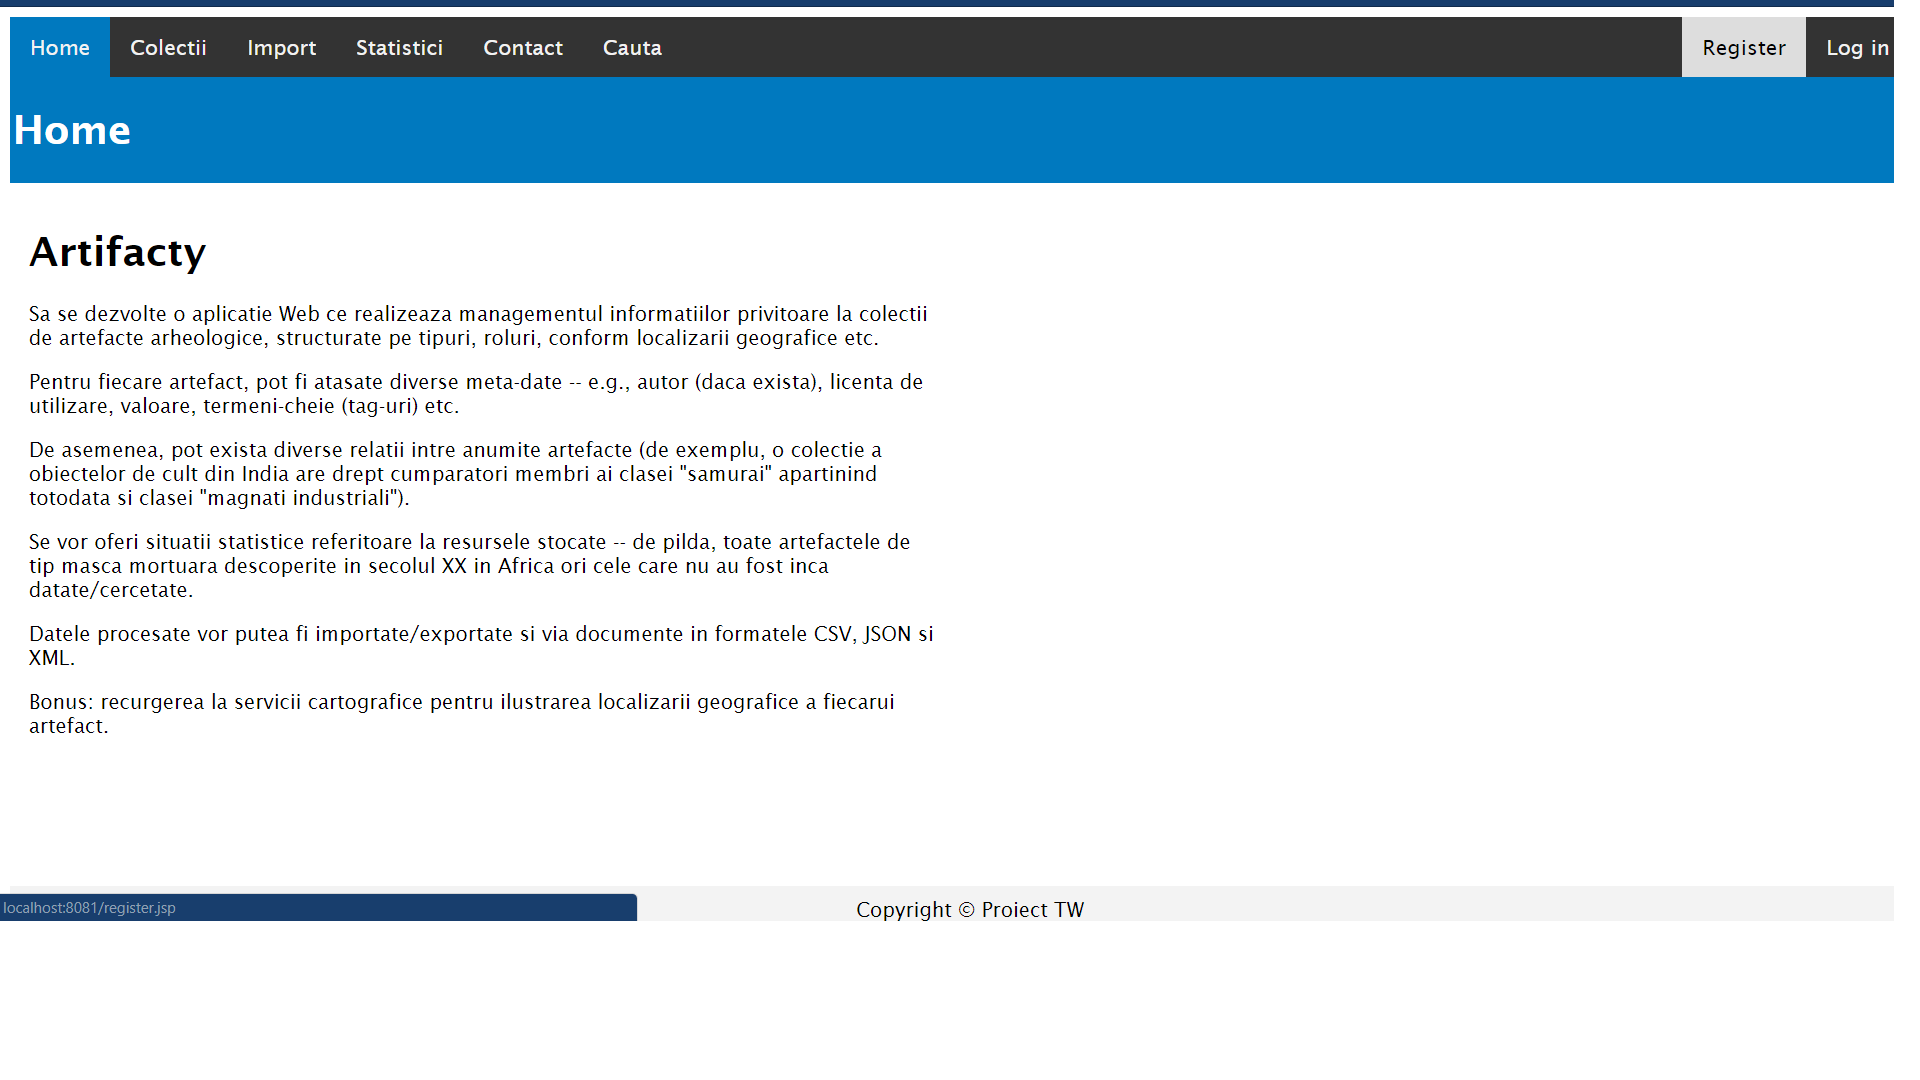 Home Colectii Import Statistici Contact Cauta Register Log in
Home
Artifacty
Sa se dezvolte o aplicatie Web ce realizeaza managementul informatiilor privitoare la colectii
de artefacte arheologice, structurate pe tipuri, roluri, conform localizarii geografice etc.
Pentru fiecare artefact, pot fi atasate diverse meta-date -- e.g., autor (daca exista), licenta de
utilizare, valoare, termeni-cheie (tag-uri) etc.
De asemenea, pot exista diverse relatii intre anumite artefacte (de exemplu, o colectie a
obiectelor de cult din India are drept cumparatori membri ai clasei "samurai" apartinind
totodata si clasei "magnati industriali").
Se vor oferi situatii statistice referitoare la resursele stocate -- de pilda, toate artefactele de
tip masca mortuara descoperite in secolul XX in Africa ori cele care nu au fost inca
datate/cercetate.
Datele procesate vor putea fi importate/exportate si via documente in formatele CSV, JSON si
XML.
Bonus: recurgerea la servicii cartografice pentru ilustrarea localizarii geografice a fiecarui
artefact.
localhost:8081/register.jsp
Copyright © Proiect TW